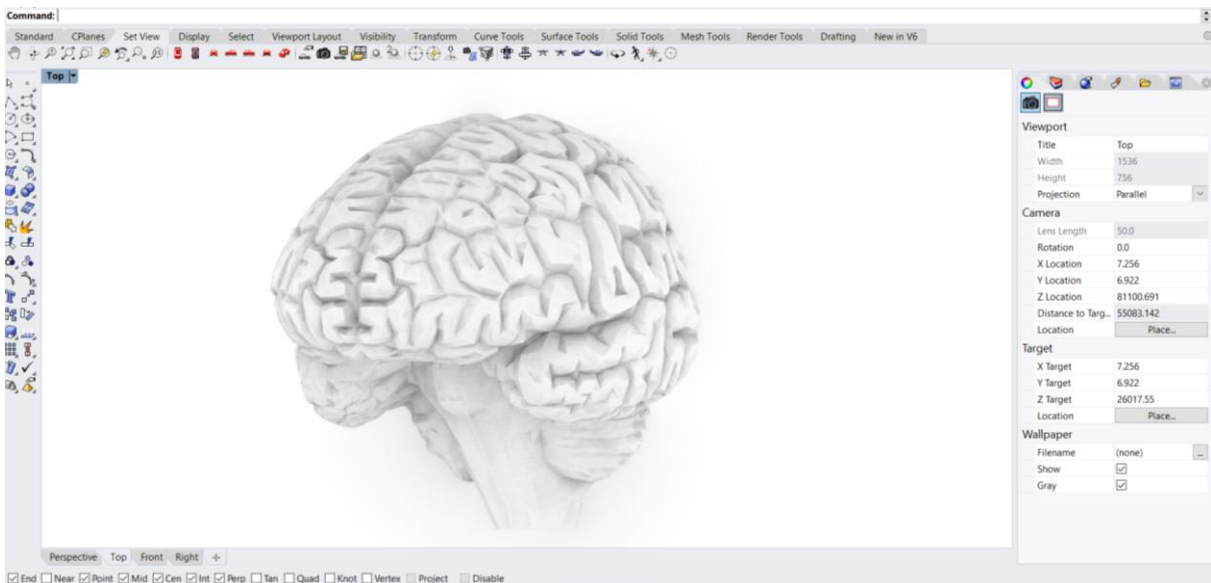 Command:
Standard CPlanes Set View Display Select Viewport Layout Visibility Transform Curve Tools Surface Tools Solid Tools Mesh Tools Render Tools Drafting New in V6
Top
Viewport
Title Top
Width 1536
Height 756
Projection Parallel
Camera
Lens Length 50.0
Rotation 0.0
X Location 7.256
Y Location 6.922
Z Location 81100.691
Distance to Targ... 55083.142
Location Place...
Target
X Target 7.256
Y Target 6.922
Z Target 26017.55
Location Place...
Wallpaper
Filename (none) ...
Show
Gray
Perspective Top Front Right
End Near Point Mid Cen Int Perp Tan Quad Knot Vertex Project Disable